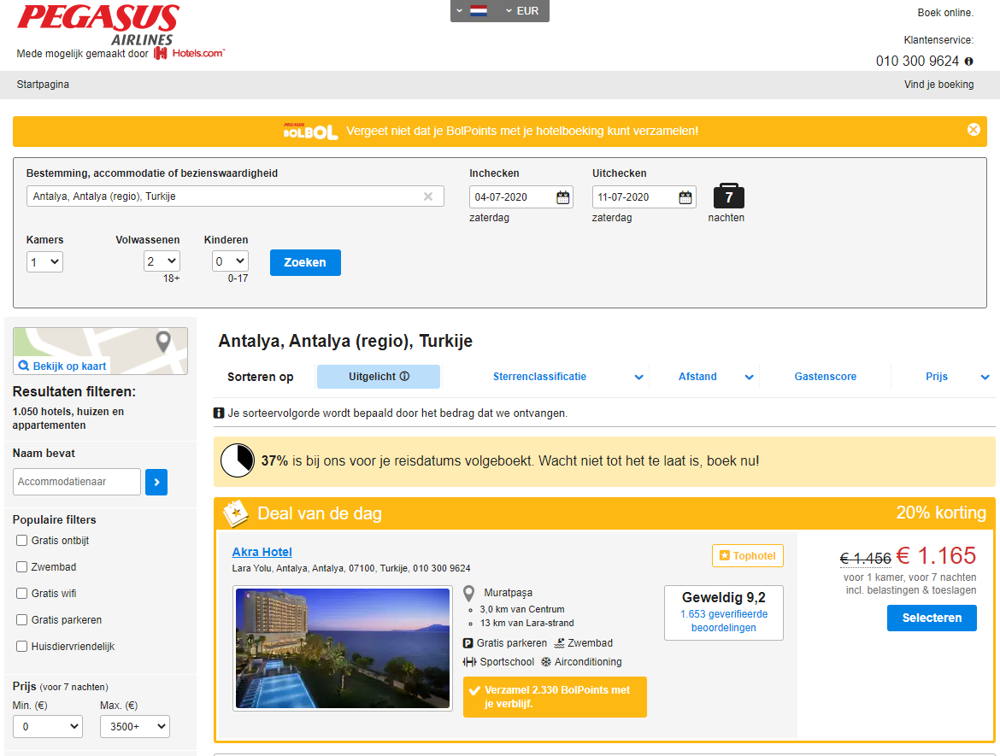 PEGASUS
AIRLINES
Mede mogelijk gemaakt door Hotels.com
EUR
Boek online.
Klantenservice:
010 300 9624
Startpagina
Vind je boeking
PEGASUS
BOLBOL
Vergeet niet dat je BolPoints met je hotelboeking kunt verzamelen!
Bestemming, accommodatie of bezienswaardigheid
Antalya, Antalya (regio), Turkije
Inchecken
04-07-2020
zaterdag
Uitchecken
11-07-2020
zaterdag
7
nachten
Kamers
1
Volwassenen
2
18+
Kinderen
0
0-17
Zoeken
Bekijk op kaart
Resultaten filteren:
1.050 hotels, huizen en
appartementen
Naam bevat
Accommodatienaar
Populaire filters
Gratis ontbijt
Zwembad
Gratis wifi
Gratis parkeren
Huisdiervriendelijk
Prijs (voor 7 nachten)
Min. (€)
Max. (€)
0
3500+
Antalya, Antalya (regio), Turkije
Sorteren op
Uitgelicht
Sterrenclassificatie
Afstand
Gastenscore
Prijs
Je sorteervolgorde wordt bepaald door het bedrag dat we ontvangen.
37% is bij ons voor je reisdatums volgeboekt. Wacht niet tot het te laat is, boek nu!
Deal van de dag
20% korting
Akra Hotel
Lara Yolu, Antalya, Antalya, 07100, Turkije, 010 300 9624
Tophotel
Muratpaşa
3,0 km van Centrum
13 km van Lara-strand
P Gratis parkeren
Zwembad
Sportschool
Airconditioning
Verzamel 2.330 BolPoints met
je verblijf.
Geweldig 9,2
1.653 geverifieerde
beoordelingen
€ 1.456 € 1.165
voor 1 kamer, voor 7 nachten
incl. belastingen & toeslagen
Selecteren